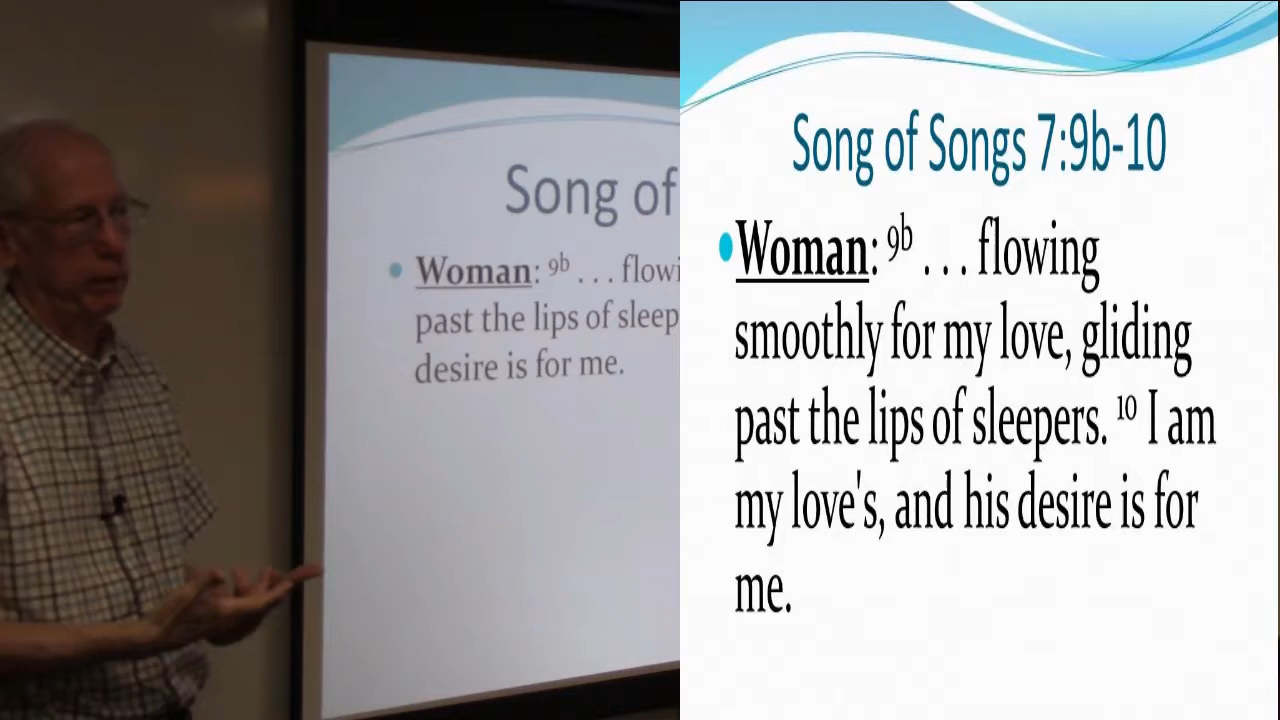 Song of
• Woman: 9b . . . flowi
past the lips of sleep
desire is for me.
Song of Songs 7:9b-10
•Woman: 9b . . . flowing
smoothly for my love, gliding
past the lips of sleepers. 10 I am
my love's, and his desire is for
me.